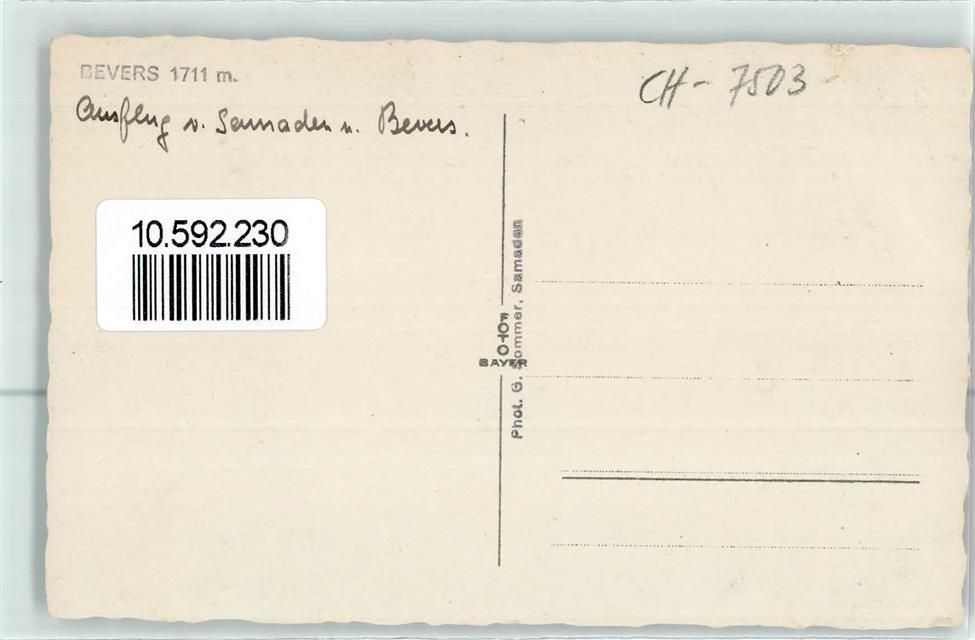 BEVERS 1711 m.
Ausflug v. Samaden n. Bevers.
CH - 7503
10.592.230
Phot. G. Sommer, Samaden
BAYER